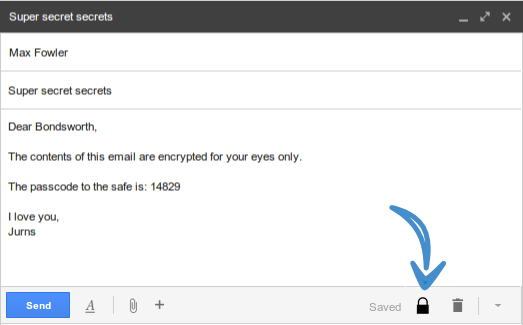 Super secret secrets
Max Fowler
Super secret secrets
Dear Bondsworth,
The contents of this email are encrypted for your eyes only.
The passcode to the safe is: 14829
I love you,
Jurns
Send A Saved